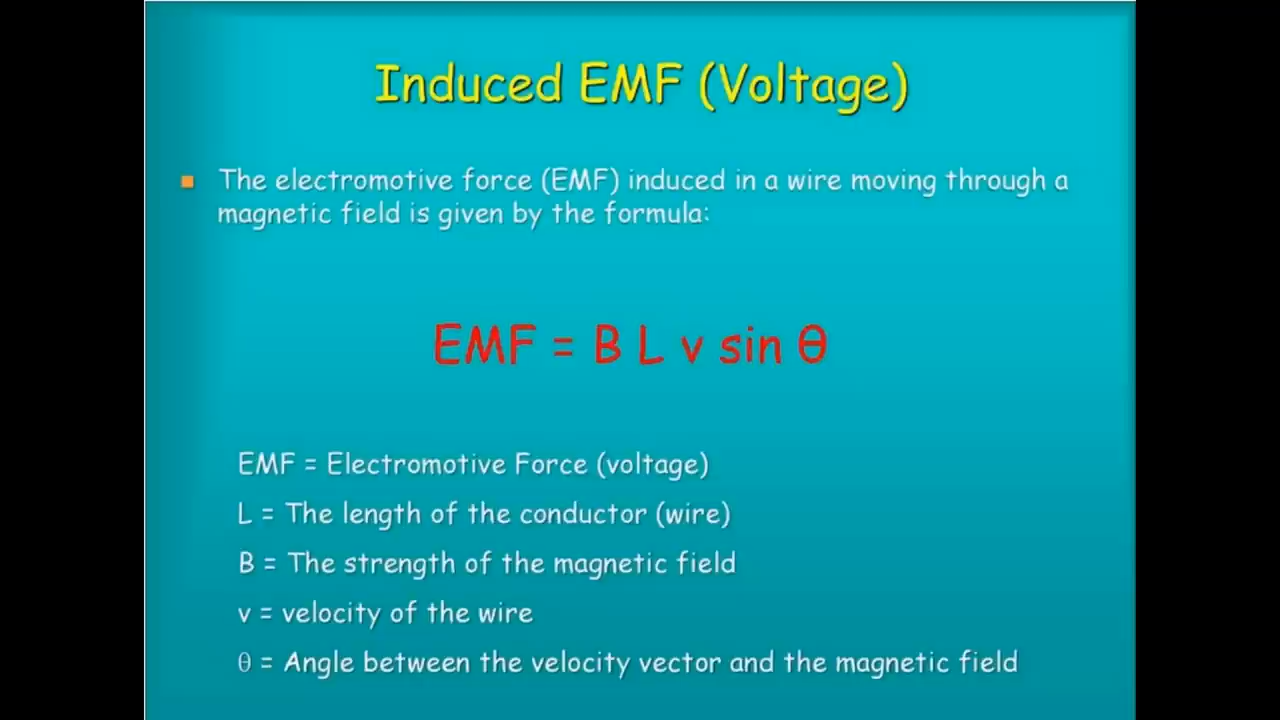 Induced EMF (Voltage)
The electromotive force (EMF) induced in a wire moving through a
magnetic field is given by the formula:
EMF = B L v sin θ
EMF = Electromotive Force (voltage)
L = The length of the conductor (wire)
B = The strength of the magnetic field
v = velocity of the wire
θ = Angle between the velocity vector and the magnetic field